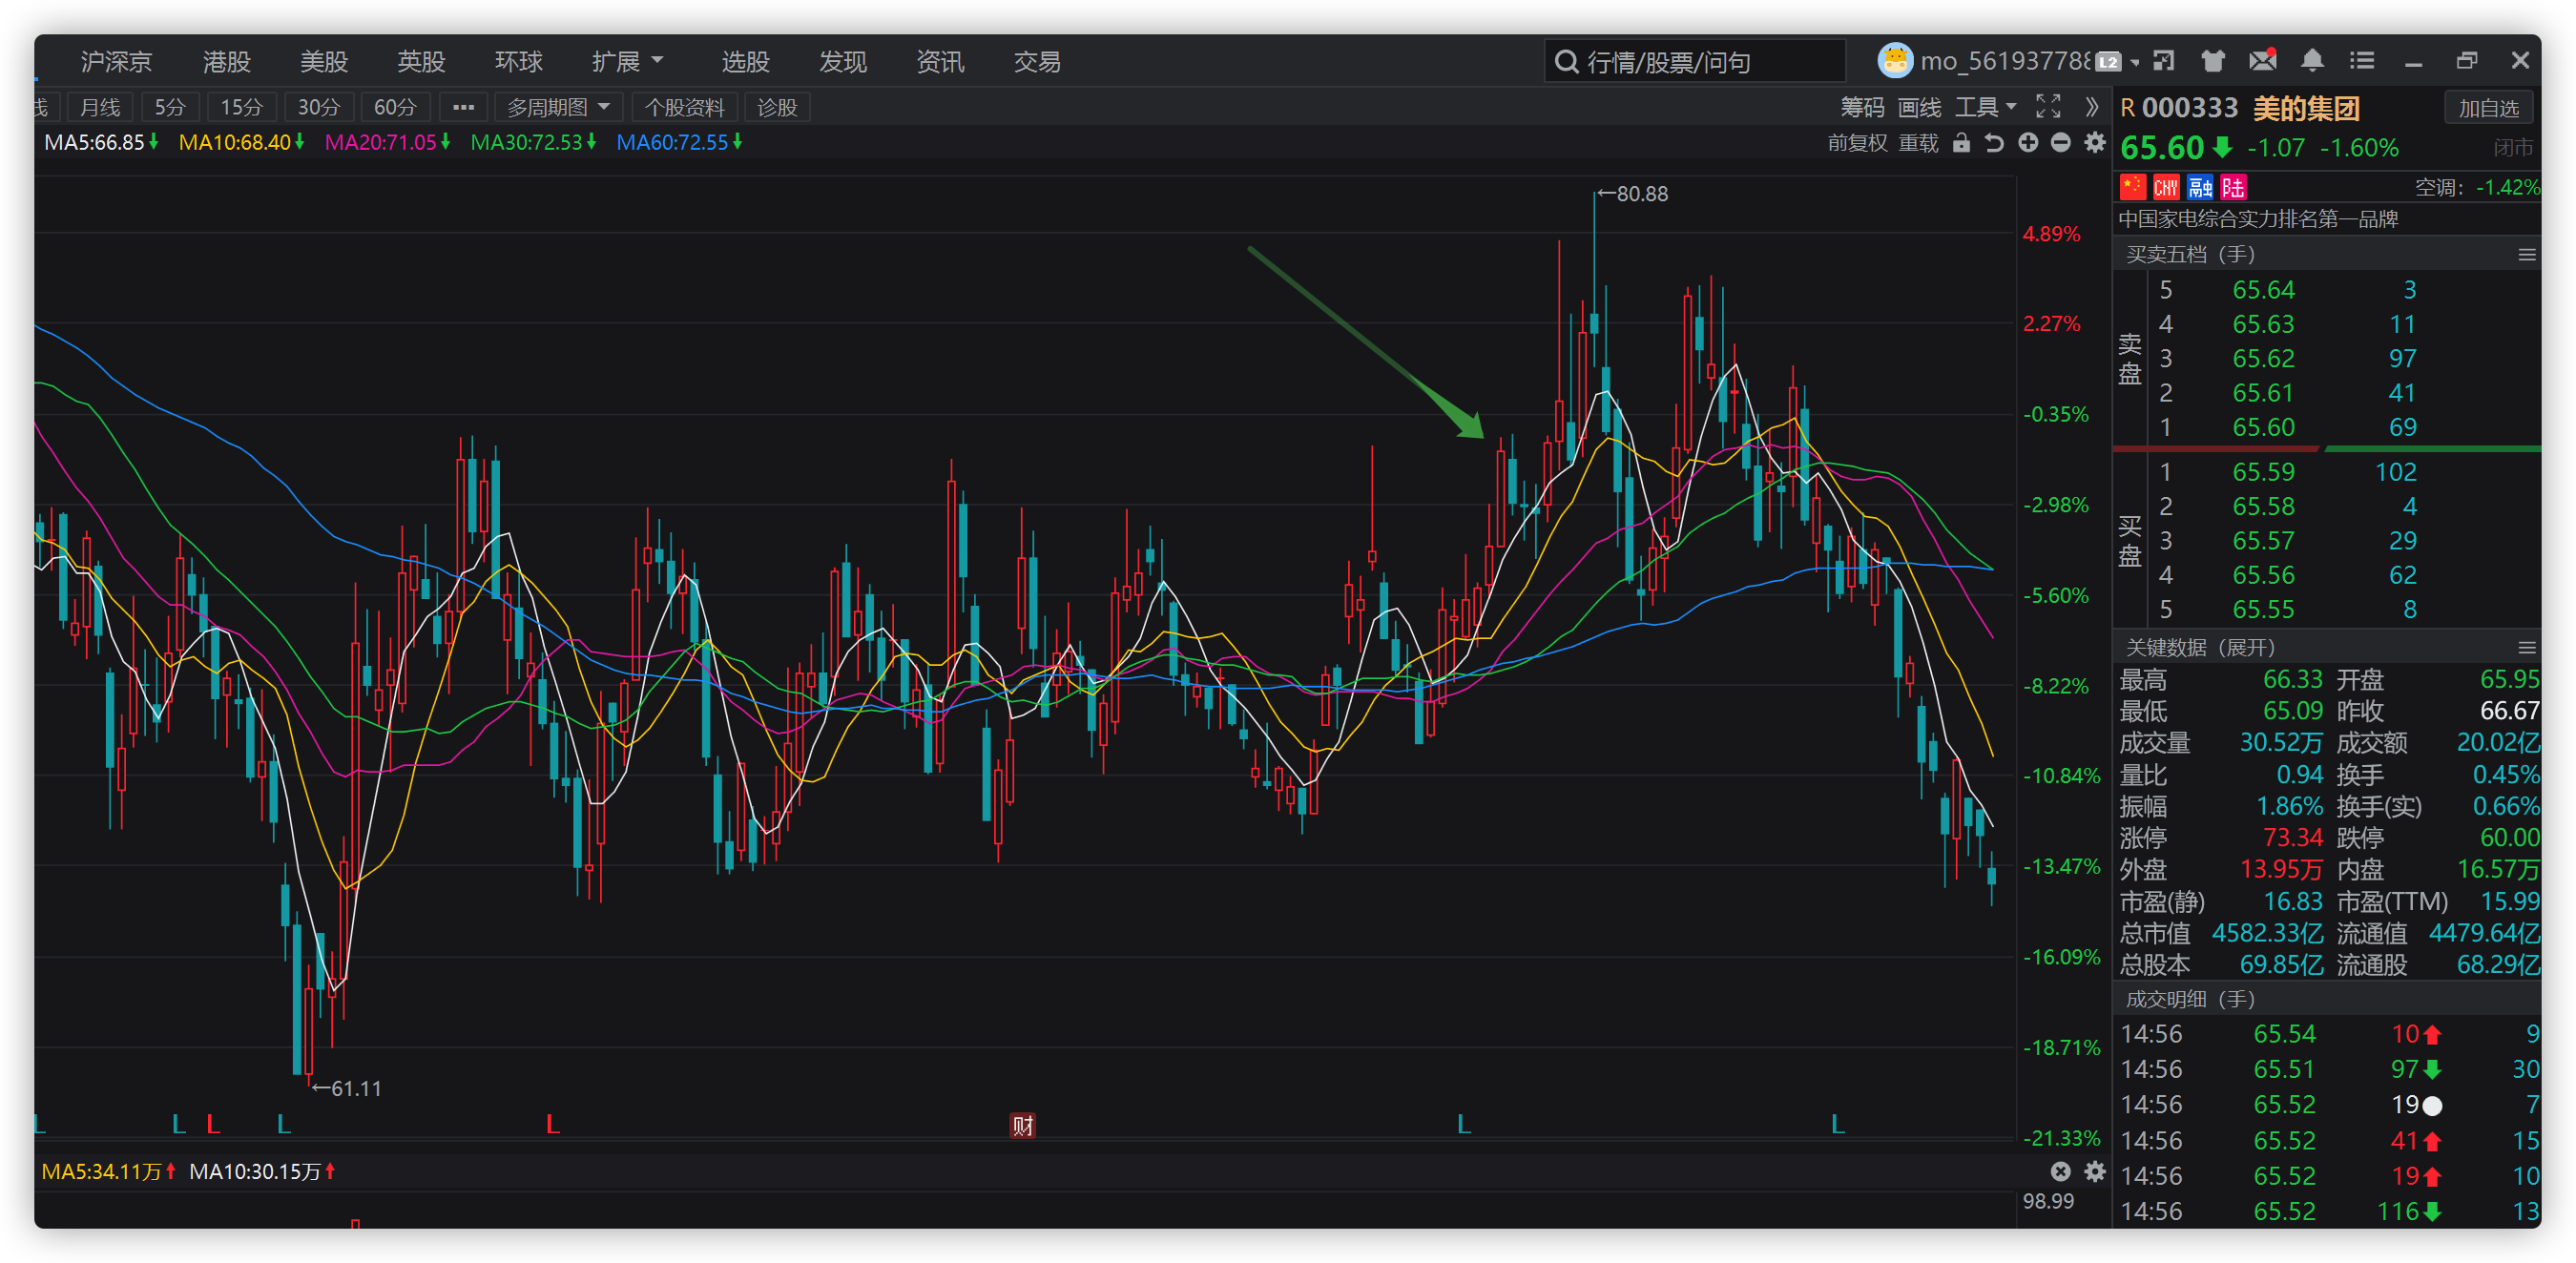 沪深京 港股 美股 英股 环球 扩展 选股 发现 资讯 交易 行情/股票/问句 mo_56193778 L2
线 月线 5分 15分 30分 60分 ··· 多周期图 个股资料 诊股 筹码 画线 工具
MA5:66.85 MA10:68.40 MA20:71.05 MA30:72.53 MA60:72.55 前复权 重载
←80.88
4.89%
2.27%
-0.35%
-2.98%
-5.60%
-8.22%
-10.84%
-13.47%
-16.09%
-18.71%
←61.11
L L L L L 财 L L
-21.33%
MA5:34.11万 MA10:30.15万
98.99
R 000333 美的集团 加自选
65.60 -1.07 -1.60% 闭市
CNY 融 陆 空调: -1.42%
中国家电综合实力排名第一品牌
买卖五档 (手)
卖盘
5 65.64 3
4 65.63 11
3 65.62 97
2 65.61 41
1 65.60 69
买盘
1 65.59 102
2 65.58 4
3 65.57 29
4 65.56 62
5 65.55 8
关键数据 (展开)
最高 66.33 开盘 65.95
最低 65.09 昨收 66.67
成交量 30.52万 成交额 20.02亿
量比 0.94 换手 0.45%
振幅 1.86% 换手(实) 0.66%
涨停 73.34 跌停 60.00
外盘 13.95万 内盘 16.57万
市盈(静) 16.83 市盈(TTM) 15.99
总市值 4582.33亿 流通值 4479.64亿
总股本 69.85亿 流通股 68.29亿
成交明细 (手)
14:56 65.54 10 9
14:56 65.51 97 30
14:56 65.52 19 7
14:56 65.52 41 15
14:56 65.52 19 10
14:56 65.52 116 13